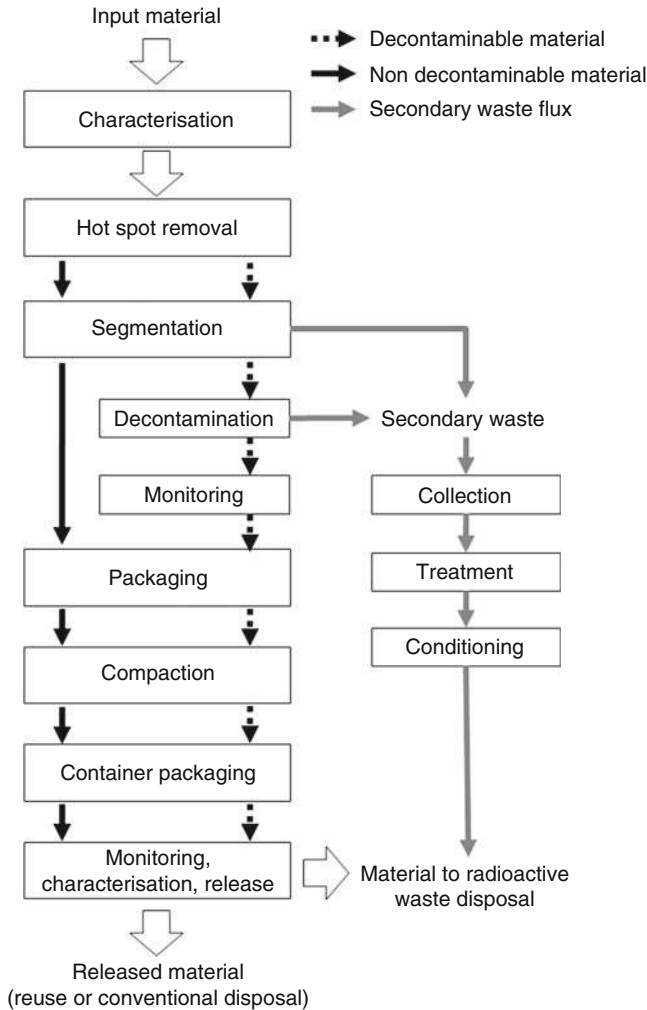 Input material
Decontaminable material
Non decontaminable material
Secondary waste flux
Characterisation
Hot spot removal
Segmentation
Decontamination
Secondary waste
Monitoring
Collection
Packaging
Treatment
Compaction
Conditioning
Container packaging
Monitoring,
characterisation, release
Material to radioactive
waste disposal
Released material
(reuse or conventional disposal)